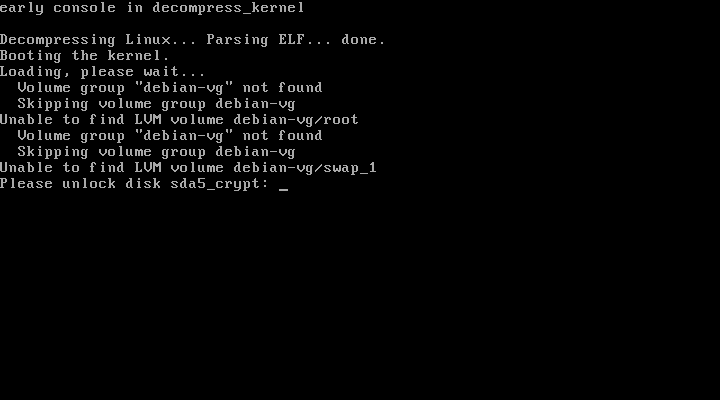 early console in decompress_kernel
Decompressing Linux... Parsing ELF... done.
Booting the kernel.
Loading, please wait...
  Volume group "debian-vg" not found
  Skipping volume group debian-vg
Unable to find LVM volume debian-vg/root
  Volume group "debian-vg" not found
  Skipping volume group debian-vg
Unable to find LVM volume debian-vg/swap_1
Please unlock disk sda5_crypt: _